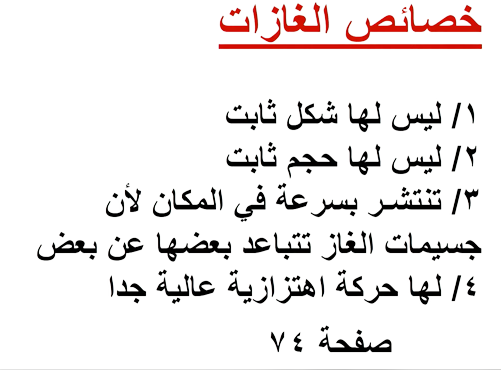 خصائص الغازات
١/ ليس لها شكل ثابت
٢/ ليس لها حجم ثابت
٣/ تنتشر بسرعة في المكان لأن
جسيمات الغاز تتباعد بعضها عن بعض
٤/ لها حركة اهتزازية عالية جدا
صفحة ٧٤